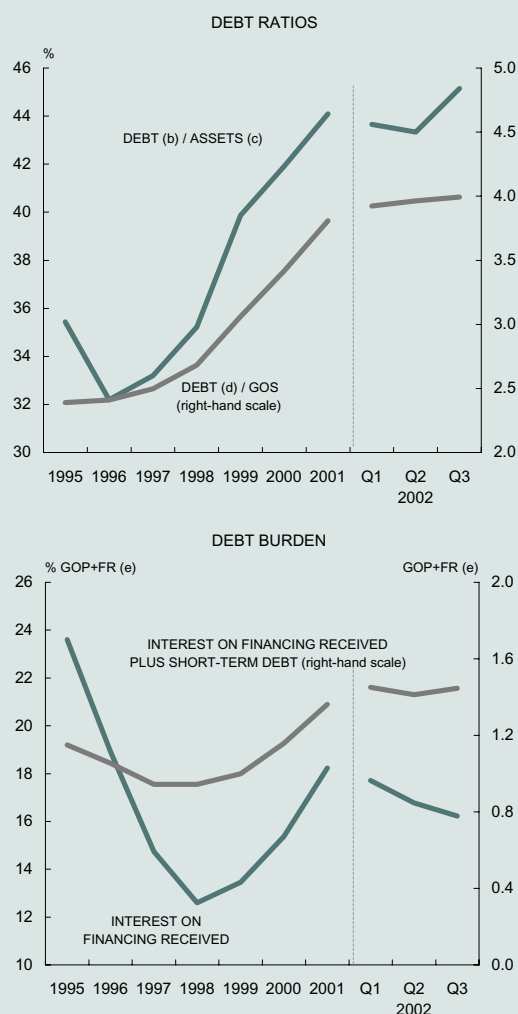 DEBT RATIOS
%
46
44
42
40
36
34
32
30
5.0
4.5
4.0
3.5
3.0
2.5
2.0
DEBT (b) / ASSETS (c)
DEBT (d) / GOS
(right-hand scale)
1995 1996 1997 1998 1999 2000 2001 Q1 Q2 Q3
2002
DEBT BURDEN
% GOP+FR (e) GOP+FR (e)
26
24
22
20
18
16
14
12
10
2.0
1.6
1.2
0.8
0.4
0.0
INTEREST ON FINANCING RECEIVED
PLUS SHORT-TERM DEBT (right-hand scale)
INTEREST ON
FINANCING RECEIVED
1995 1996 1997 1998 1999 2000 2001 Q1 Q2 Q3
2002